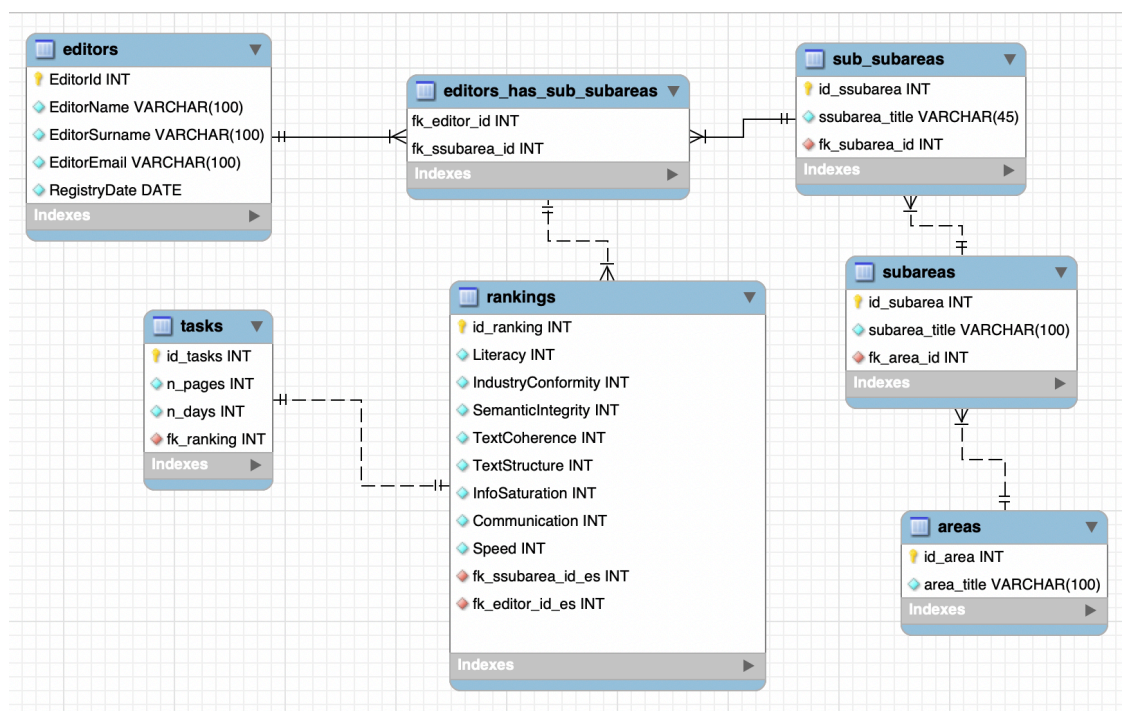 editors
EditorId INT
EditorName VARCHAR(100)
EditorSurname VARCHAR(100)
EditorEmail VARCHAR(100)
RegistryDate DATE
Indexes
editors_has_sub_subareas
fk_editor_id INT
fk_ssubarea_id INT
Indexes
sub_subareas
id_ssubarea INT
ssubarea_title VARCHAR(45)
fk_subarea_id INT
Indexes
tasks
id_tasks INT
n_pages INT
n_days INT
fk_ranking INT
Indexes
rankings
id_ranking INT
Literacy INT
IndustryConformity INT
SemanticIntegrity INT
TextCoherence INT
TextStructure INT
InfoSaturation INT
Communication INT
Speed INT
fk_ssubarea_id_es INT
fk_editor_id_es INT
Indexes
subareas
id_subarea INT
subarea_title VARCHAR(100)
fk_area_id INT
Indexes
areas
id_area INT
area_title VARCHAR(100)
Indexes